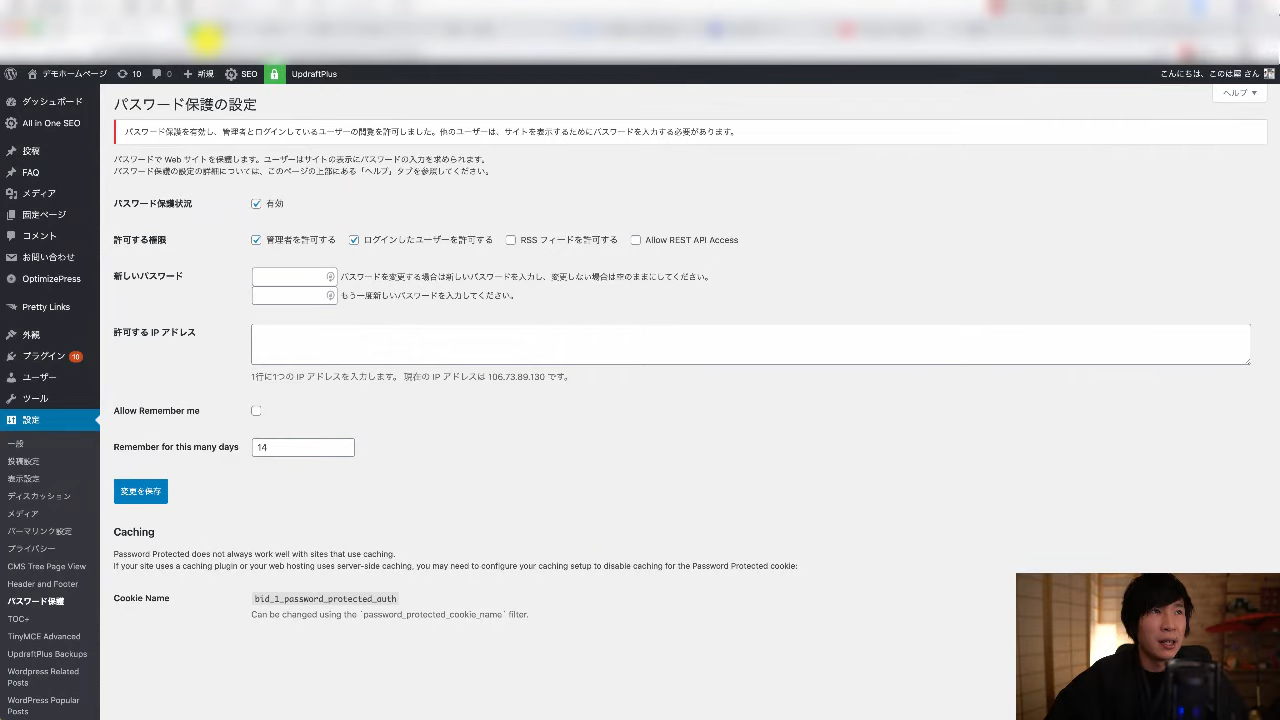 デモホームページ
10
0
新規
SEO
UpdraftPlus
こんにちは、このは屋 さん
ヘルプ ▼
ダッシュボード
All in One SEO
投稿
FAQ
メディア
固定ページ
コメント
お問い合わせ
OptimizePress
Pretty Links
外観
プラグイン 10
ユーザー
ツール
設定
一般
投稿設定
表示設定
ディスカッション
メディア
パーマリンク設定
プライバシー
CMS Tree Page View
Header and Footer
パスワード保護
TOC+
TinyMCE Advanced
UpdraftPlus Backups
Wordpress Related
Posts
WordPress Popular
Posts
パスワード保護の設定
パスワード保護を有効し、管理者とログインしているユーザーの閲覧を許可しました。他のユーザーは、サイトを表示するためにパスワードを入力する必要があります。
パスワードで Web サイトを保護します。ユーザーはサイトの表示にパスワードの入力を求められます。
パスワード保護の設定の詳細については、このページの上部にある「ヘルプ」タブを参照してください。
パスワード保護状況
有効
許可する権限
管理者を許可する
ログインしたユーザーを許可する
RSS フィードを許可する
Allow REST API Access
新しいパスワード
パスワードを変更する場合は新しいパスワードを入力し、変更しない場合は空のままにしてください。
もう一度新しいパスワードを入力してください。
許可する IP アドレス
1行に1つの IP アドレスを入力します。 現在の IP アドレスは 106.73.89.130 です。
Allow Remember me
Remember for this many days
14
変更を保存
Caching
Password Protected does not always work well with sites that use caching.
If your site uses a caching plugin or your web hosting uses server-side caching, you may need to configure your caching setup to disable caching for the Password Protected cookie:
Cookie Name
bid_1_password_protected_auth
Can be changed using the `password_protected_cookie_name` filter.